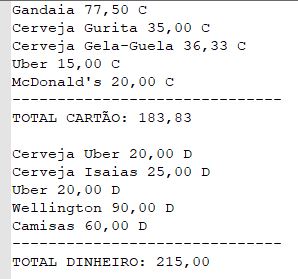 Gandaia 77,50 C
Cerveja Gurita 35,00 C
Cerveja Gela-Guela 36,33 C
Uber 15,00 C
McDonald's 20,00 C
------------------------------
TOTAL CARTÃO: 183,83
Cerveja Uber 20,00 D
Cerveja Isaias 25,00 D
Uber 20,00 D
Wellington 90,00 D
Camisas 60,00 D
------------------------------
TOTAL DINHEIRO: 215,00